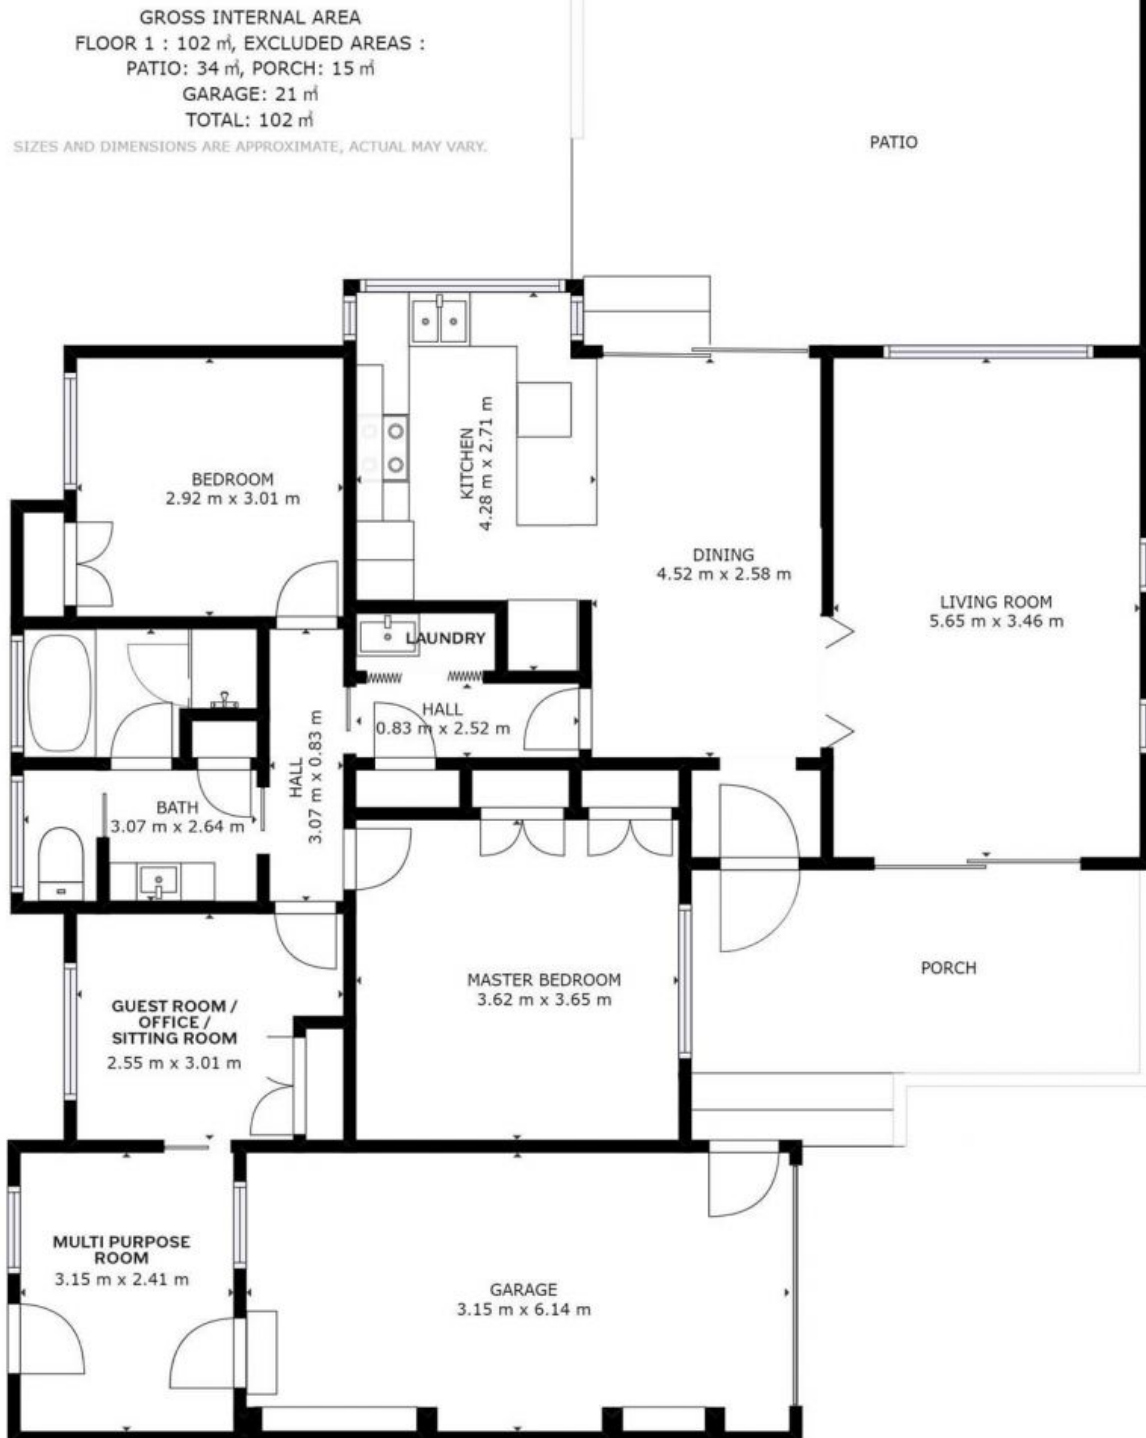 GROSS INTERNAL AREA
FLOOR 1 : 102 ㎡, EXCLUDED AREAS :
PATIO: 34 ㎡, PORCH: 15 ㎡
GARAGE: 21 ㎡
TOTAL: 102 ㎡
SIZES AND DIMENSIONS ARE APPROXIMATE, ACTUAL MAY VARY.
PATIO
BEDROOM
2.92 m x 3.01 m
KITCHEN
4.28 m x 2.71 m
DINING
4.52 m x 2.58 m
LIVING ROOM
5.65 m x 3.46 m
LAUNDRY
HALL
0.83 m x 2.52 m
HALL
3.07 m x 0.83 m
BATH
3.07 m x 2.64 m
MASTER BEDROOM
3.62 m x 3.65 m
PORCH
GUEST ROOM /
OFFICE /
SITTING ROOM
2.55 m x 3.01 m
MULTI PURPOSE
ROOM
3.15 m x 2.41 m
GARAGE
3.15 m x 6.14 m